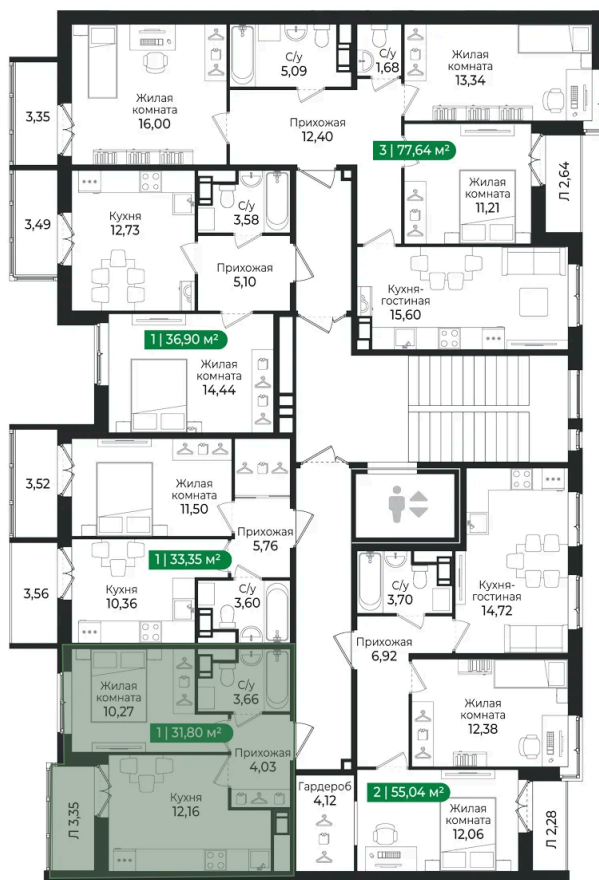 С/у
5,09
С/у
1,68
Жилая
комната
13,34
3,35
Жилая
комната
16,00
Прихожая
12,40
3 | 77,64 м²
Л 2,64
Жилая
комната
11,21
3,49
Кухня
12,73
С/у
3,58
Прихожая
5,10
Кухня-
гостиная
15,60
1 | 36,90 м²
Жилая
комната
14,44
3,52
11,50
Прихожая
5,76
1 | 33,35 м²
3,56
Кухня
10,36
С/у
3,60
С/у
3,70
Кухня-
гостиная
14,72
Прихожая
6,92
Жилая
комната
10,27
С/у
3,66
1 | 31,80 м²
Прихожая
4,03
Жилая
комната
12,38
Л 3,35
Кухня
12,16
Гардероб
4,12
2 | 55,04 м²
Жилая
комната
12,06
Л 2,28